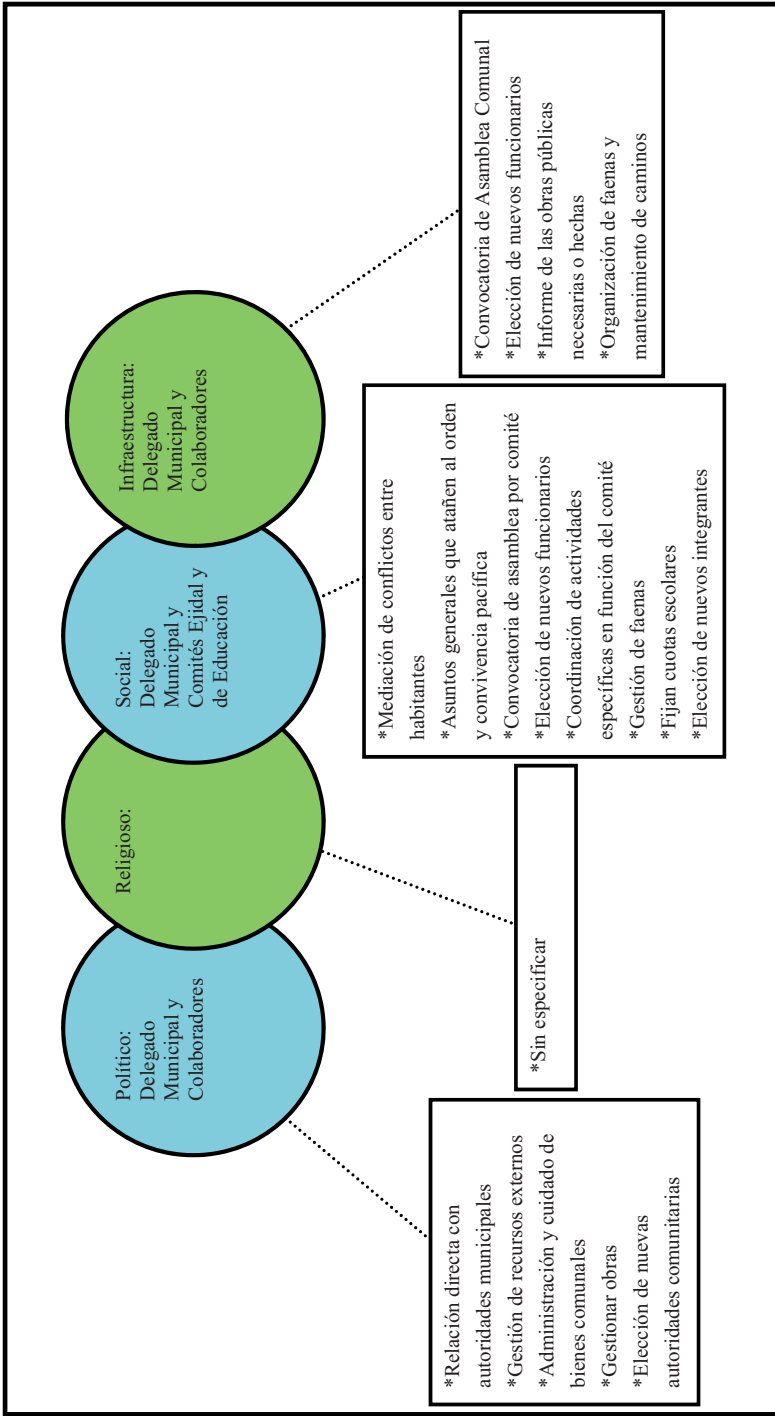 Político:
Delegado
Municipal y
Colaboradores
Religioso:
Social:
Delegado
Municipal y
Comités Ejidal y
de Educación
Infraestructura:
Delegado
Municipal y
Colaboradores
*Relación directa con
autoridades municipales
*Gestión de recursos externos
*Administración y cuidado de
bienes comunales
*Gestionar obras
*Elección de nuevas
autoridades comunitarias
*Sin especificar
*Mediación de conflictos entre
habitantes
*Asuntos generales que atañen al orden
y convivencia pacífica
*Convocatoria de asamblea por comité
*Elección de nuevos funcionarios
*Coordinación de actividades
específicas en función del comité
*Gestión de faenas
*Fijan cuotas escolares
*Elección de nuevos integrantes
*Convocatoria de Asamblea Comunal
*Elección de nuevos funcionarios
*Informe de las obras públicas
necesarias o hechas
*Organización de faenas y
mantenimiento de caminos